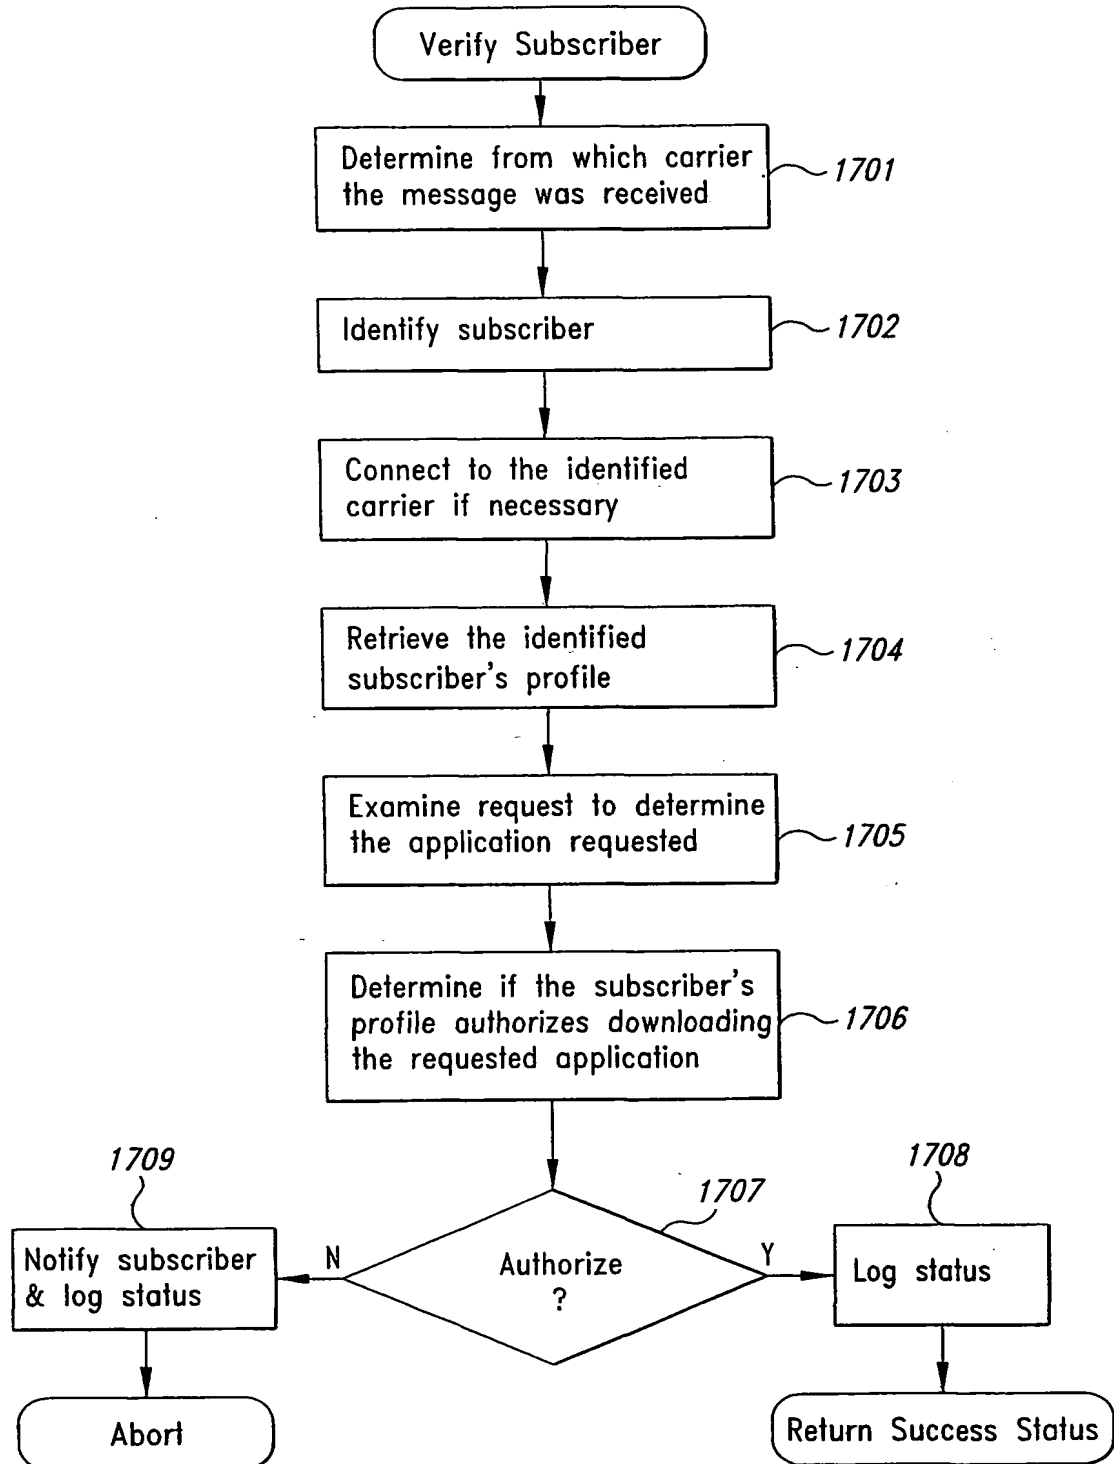 Verify Subscriber
Determine from which carrier
the message was received
1701
Identify subscriber
1702
Connect to the identified
carrier if necessary
1703
Retrieve the identified
subscriber's profile
1704
Examine request to determine
the application requested
1705
Determine if the subscriber's
profile authorizes downloading
the requested application
1706
1709
1708
1707
Notify subscriber
& log status
N
Authorize
?
Y
Log status
Abort
Return Success Status